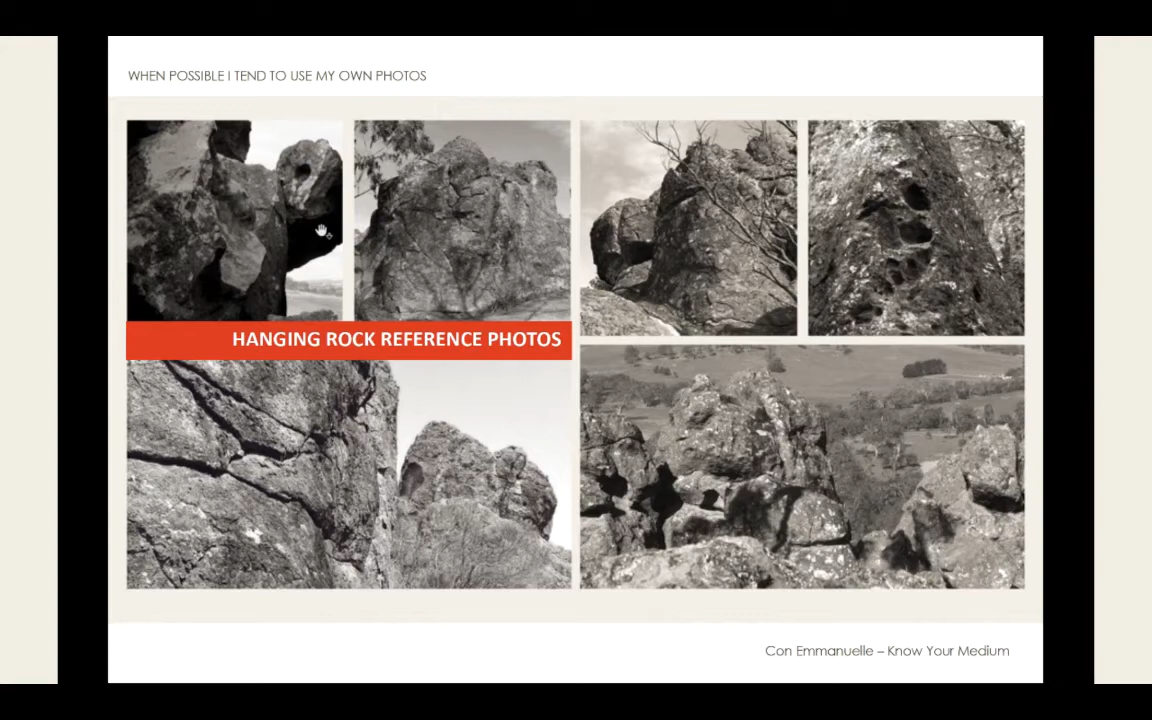 WHEN POSSIBLE I TEND TO USE MY OWN PHOTOS
HANGING ROCK REFERENCE PHOTOS
Con Emmanuelle – Know Your Medium